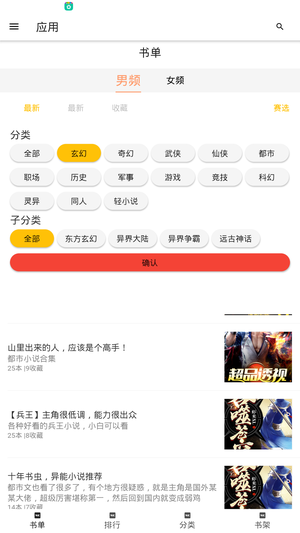 应用
书单
男频 女频
最新 最新 收藏 赛选
分类
全部 玄幻 奇幻 武侠 仙侠 都市
职场 历史 军事 游戏 竞技 科幻
灵异 同人 轻小说
子分类
全部 东方玄幻 异界大陆 异界争霸 远古神话
确认
山里出来的人，应该是个高手！
都市小说合集
25本 |9收藏
超品透视
【兵王】主角很低调，能力很出众
各种好看的兵王小说，小白可以看
25本 |8收藏
十年书虫，异能小说推荐
都市文也看了很多了，有个地方很疑惑，就是主角是国外某
某大佬，超级厉害堪称第一，然后回到国内就变成弱鸡
14本 |7收藏
书单 排行 分类 书架